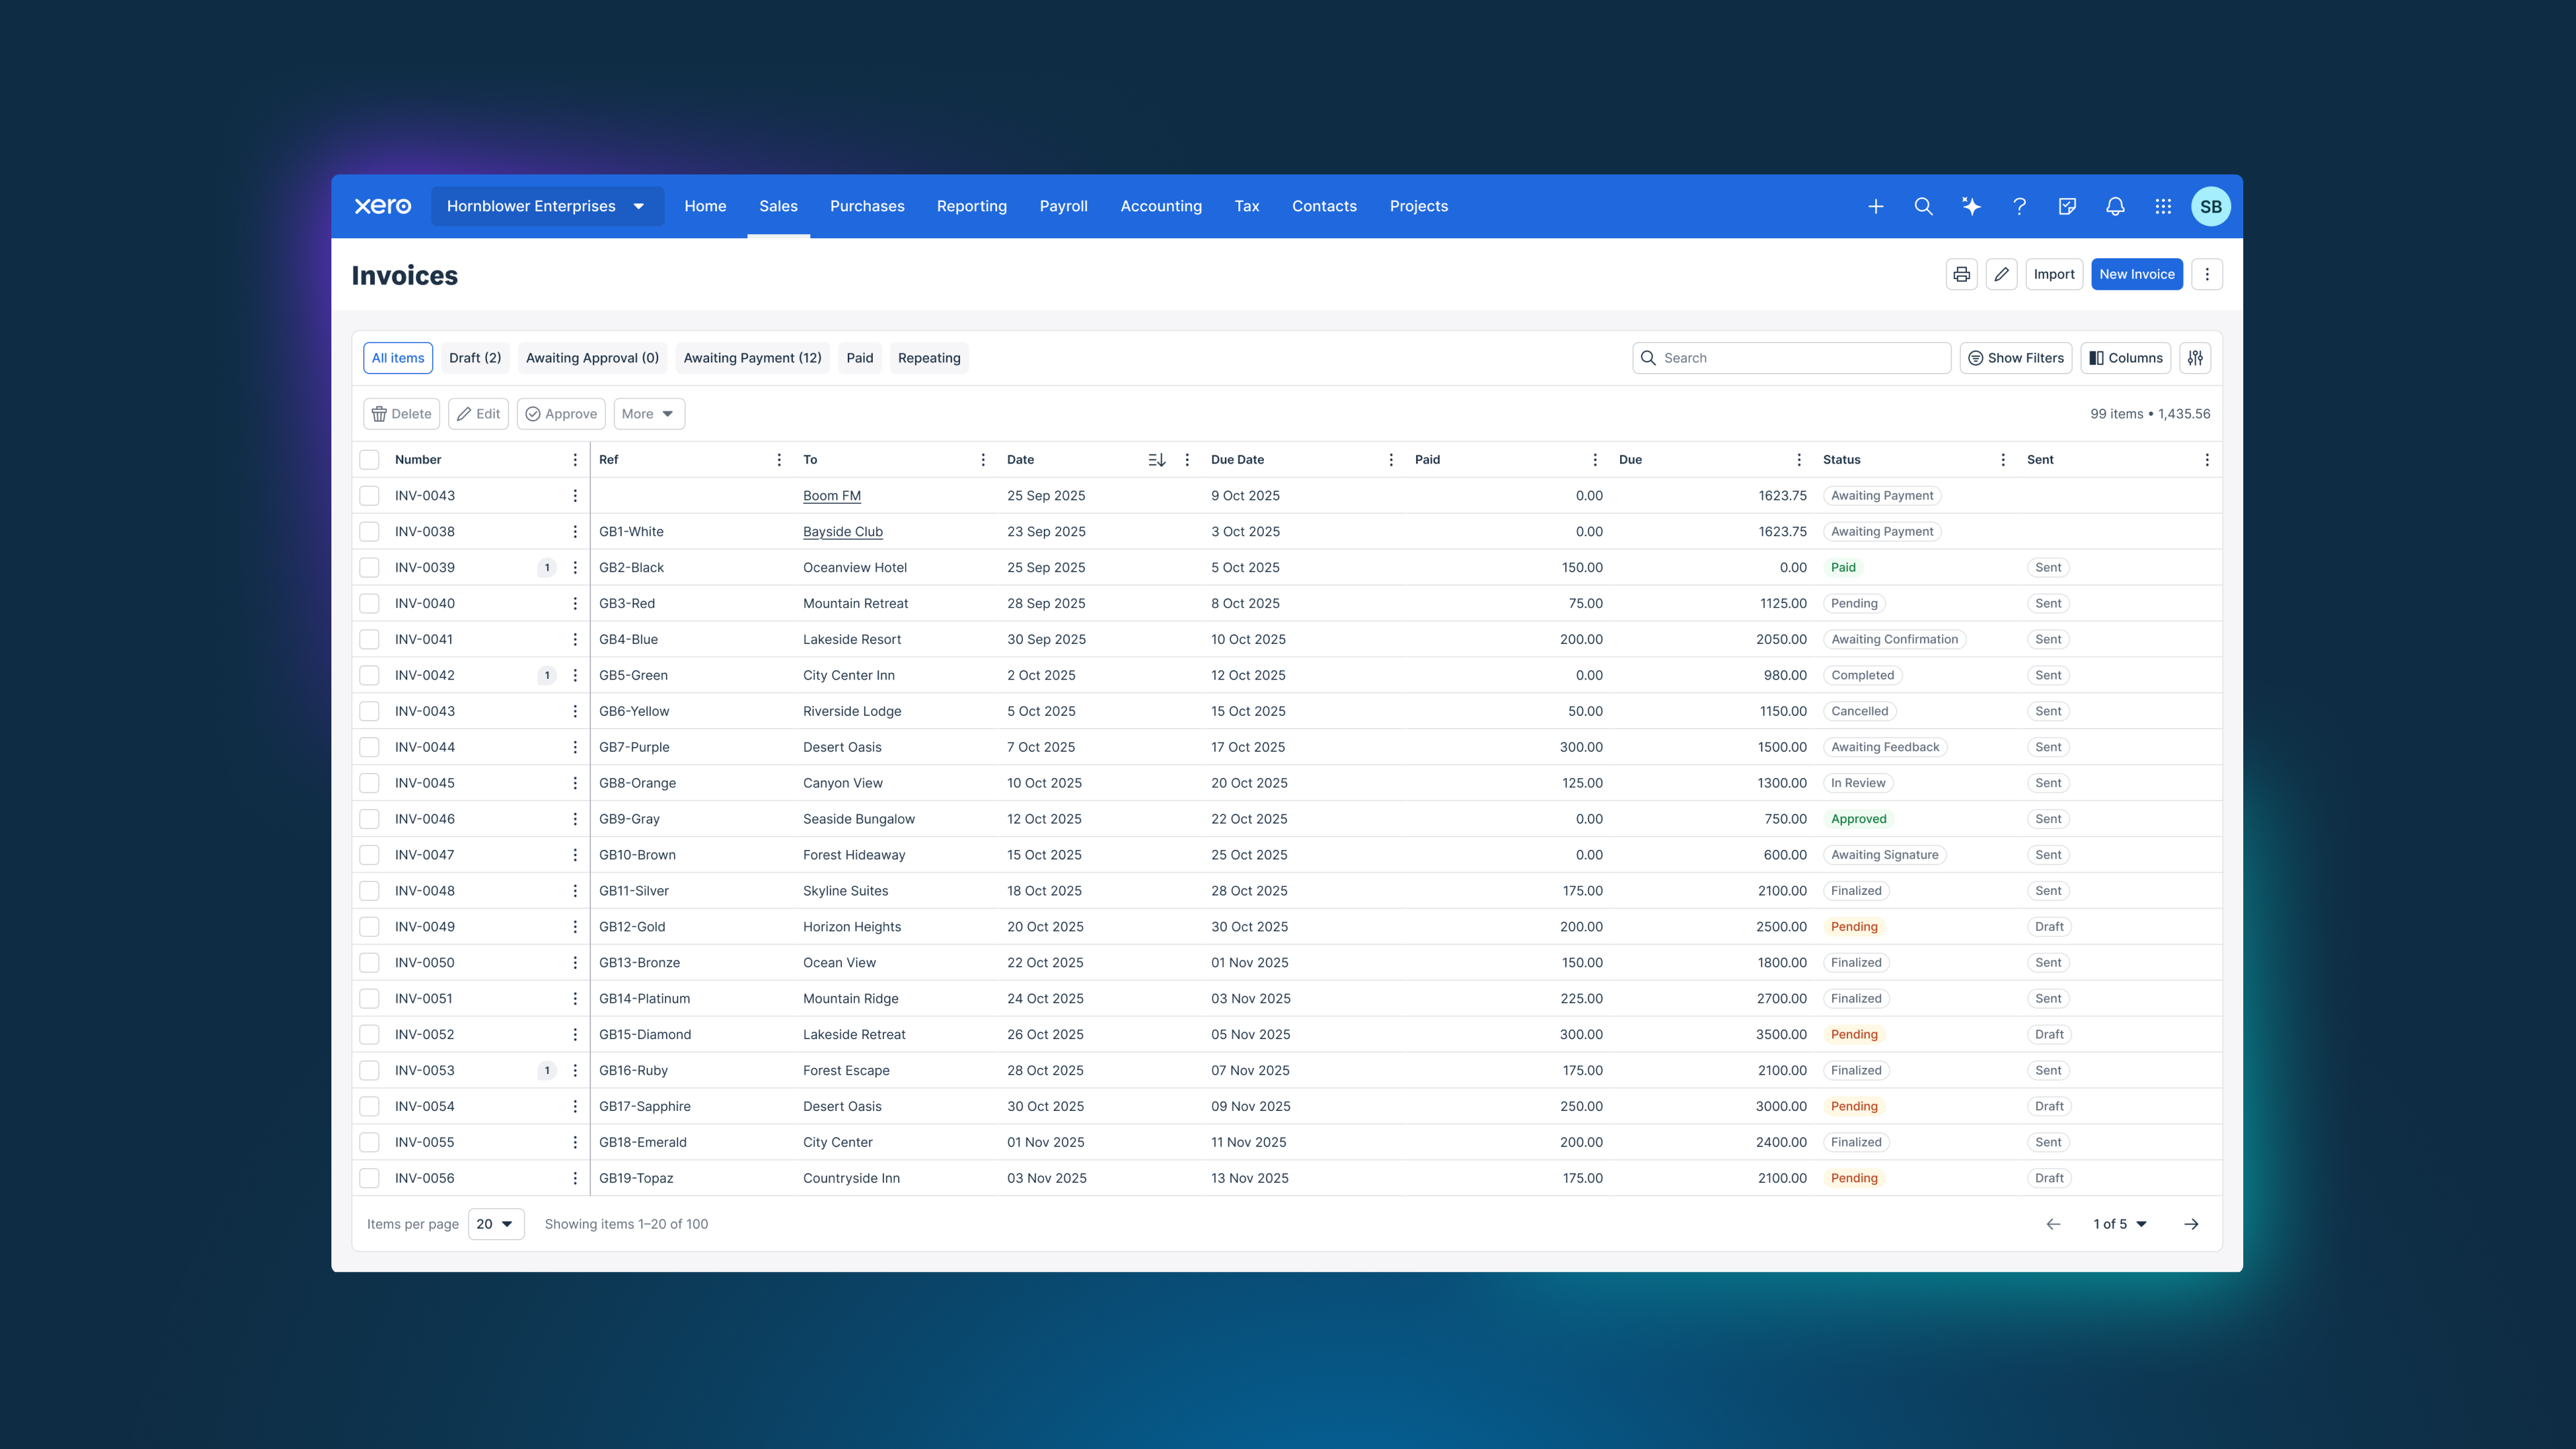 xero Hornblower Enterprises Home Sales Purchases Reporting Payroll Accounting Tax Contacts Projects SB
Invoices Import New Invoice
All items Draft (2) Awaiting Approval (0) Awaiting Payment (12) Paid Repeating Search Show Filters Columns
Delete Edit Approve More 99 items • 1,435.56
Number Ref To Date Due Date Paid Due Status Sent
INV-0043 Boom FM 25 Sep 2025 9 Oct 2025 0.00 1623.75 Awaiting Payment
INV-0038 GB1-White Bayside Club 23 Sep 2025 3 Oct 2025 0.00 1623.75 Awaiting Payment
INV-0039 1 GB2-Black Oceanview Hotel 25 Sep 2025 5 Oct 2025 150.00 0.00 Paid Sent
INV-0040 GB3-Red Mountain Retreat 28 Sep 2025 8 Oct 2025 75.00 1125.00 Pending Sent
INV-0041 GB4-Blue Lakeside Resort 30 Sep 2025 10 Oct 2025 200.00 2050.00 Awaiting Confirmation Sent
INV-0042 1 GB5-Green City Center Inn 2 Oct 2025 12 Oct 2025 0.00 980.00 Completed Sent
INV-0043 GB6-Yellow Riverside Lodge 5 Oct 2025 15 Oct 2025 50.00 1150.00 Cancelled Sent
INV-0044 GB7-Purple Desert Oasis 7 Oct 2025 17 Oct 2025 300.00 1500.00 Awaiting Feedback Sent
INV-0045 GB8-Orange Canyon View 10 Oct 2025 20 Oct 2025 125.00 1300.00 In Review Sent
INV-0046 GB9-Gray Seaside Bungalow 12 Oct 2025 22 Oct 2025 0.00 750.00 Approved Sent
INV-0047 GB10-Brown Forest Hideaway 15 Oct 2025 25 Oct 2025 0.00 600.00 Awaiting Signature Sent
INV-0048 GB11-Silver Skyline Suites 18 Oct 2025 28 Oct 2025 175.00 2100.00 Finalized Sent
INV-0049 GB12-Gold Horizon Heights 20 Oct 2025 30 Oct 2025 200.00 2500.00 Pending Draft
INV-0050 GB13-Bronze Ocean View 22 Oct 2025 01 Nov 2025 150.00 1800.00 Finalized Sent
INV-0051 GB14-Platinum Mountain Ridge 24 Oct 2025 03 Nov 2025 225.00 2700.00 Finalized Sent
INV-0052 GB15-Diamond Lakeside Retreat 26 Oct 2025 05 Nov 2025 300.00 3500.00 Pending Draft
INV-0053 1 GB16-Ruby Forest Escape 28 Oct 2025 07 Nov 2025 175.00 2100.00 Finalized Sent
INV-0054 GB17-Sapphire Desert Oasis 30 Oct 2025 09 Nov 2025 250.00 3000.00 Pending Draft
INV-0055 GB18-Emerald City Center 01 Nov 2025 11 Nov 2025 200.00 2400.00 Finalized Sent
INV-0056 GB19-Topaz Countryside Inn 03 Nov 2025 13 Nov 2025 175.00 2100.00 Pending Draft
Items per page 20 Showing items 1–20 of 100 1 of 5